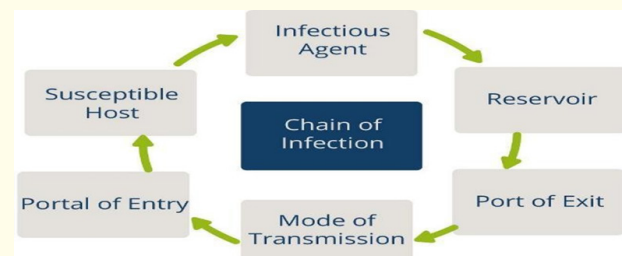 Infectious
Agent
Reservoir
Port of Exit
Mode of
Transmission
Portal of Entry
Susceptible
Host
Chain of
Infection